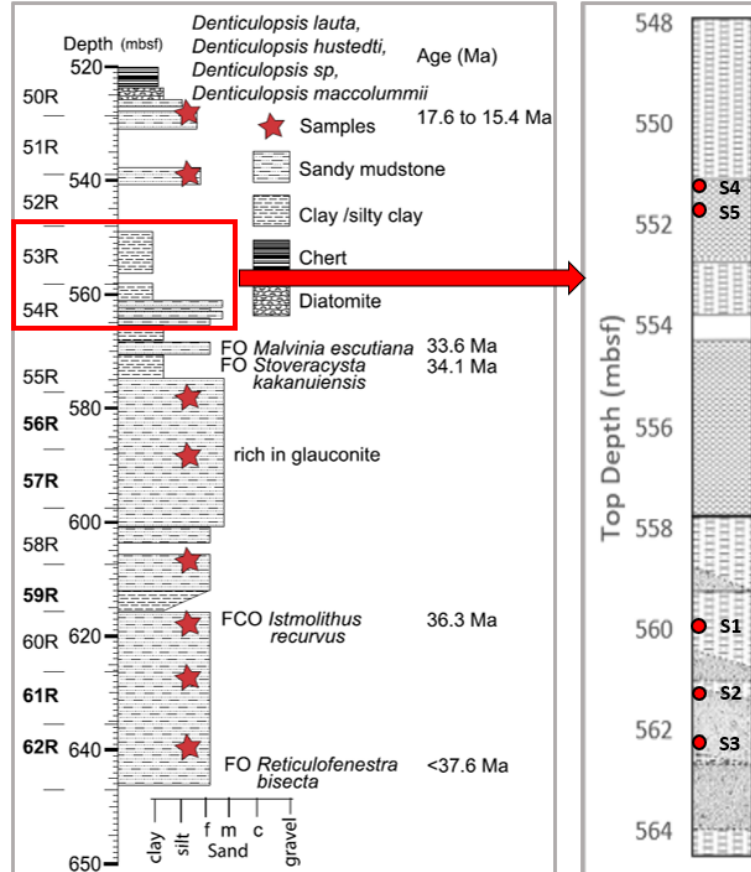 Depth (mbsf)
Denticulopsis lauta,
Denticulopsis hustedti,
Denticulopsis sp,
Denticulopsis maccolummii
Age (Ma)
17.6 to 15.4 Ma
Samples
Sandy mudstone
Clay /silty clay
Chert
Diatomite
520
540
560
580
600
620
640
650
50R
51R
52R
53R
54R
55R
56R
57R
58R
59R
60R
61R
62R
FO Malvinia escutiana 33.6 Ma
FO Stoveracysta 34.1 Ma
kakanuiensis
rich in glauconite
FCO Istmolithus 36.3 Ma
recurvus
FO Reticulofenestra <37.6 Ma
bisecta
clay
silt
f
m
c
gravel
Sand
Top Depth (mbsf)
548
550
552
554
556
558
560
562
564
S4
S5
S1
S2
S3